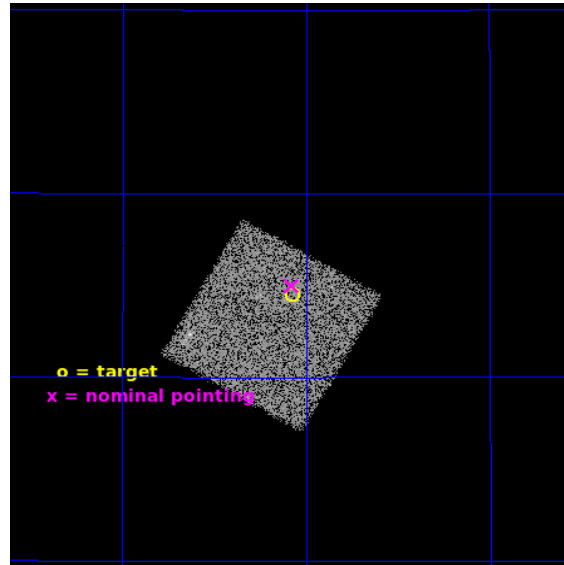 o = target
x = nominal pointing